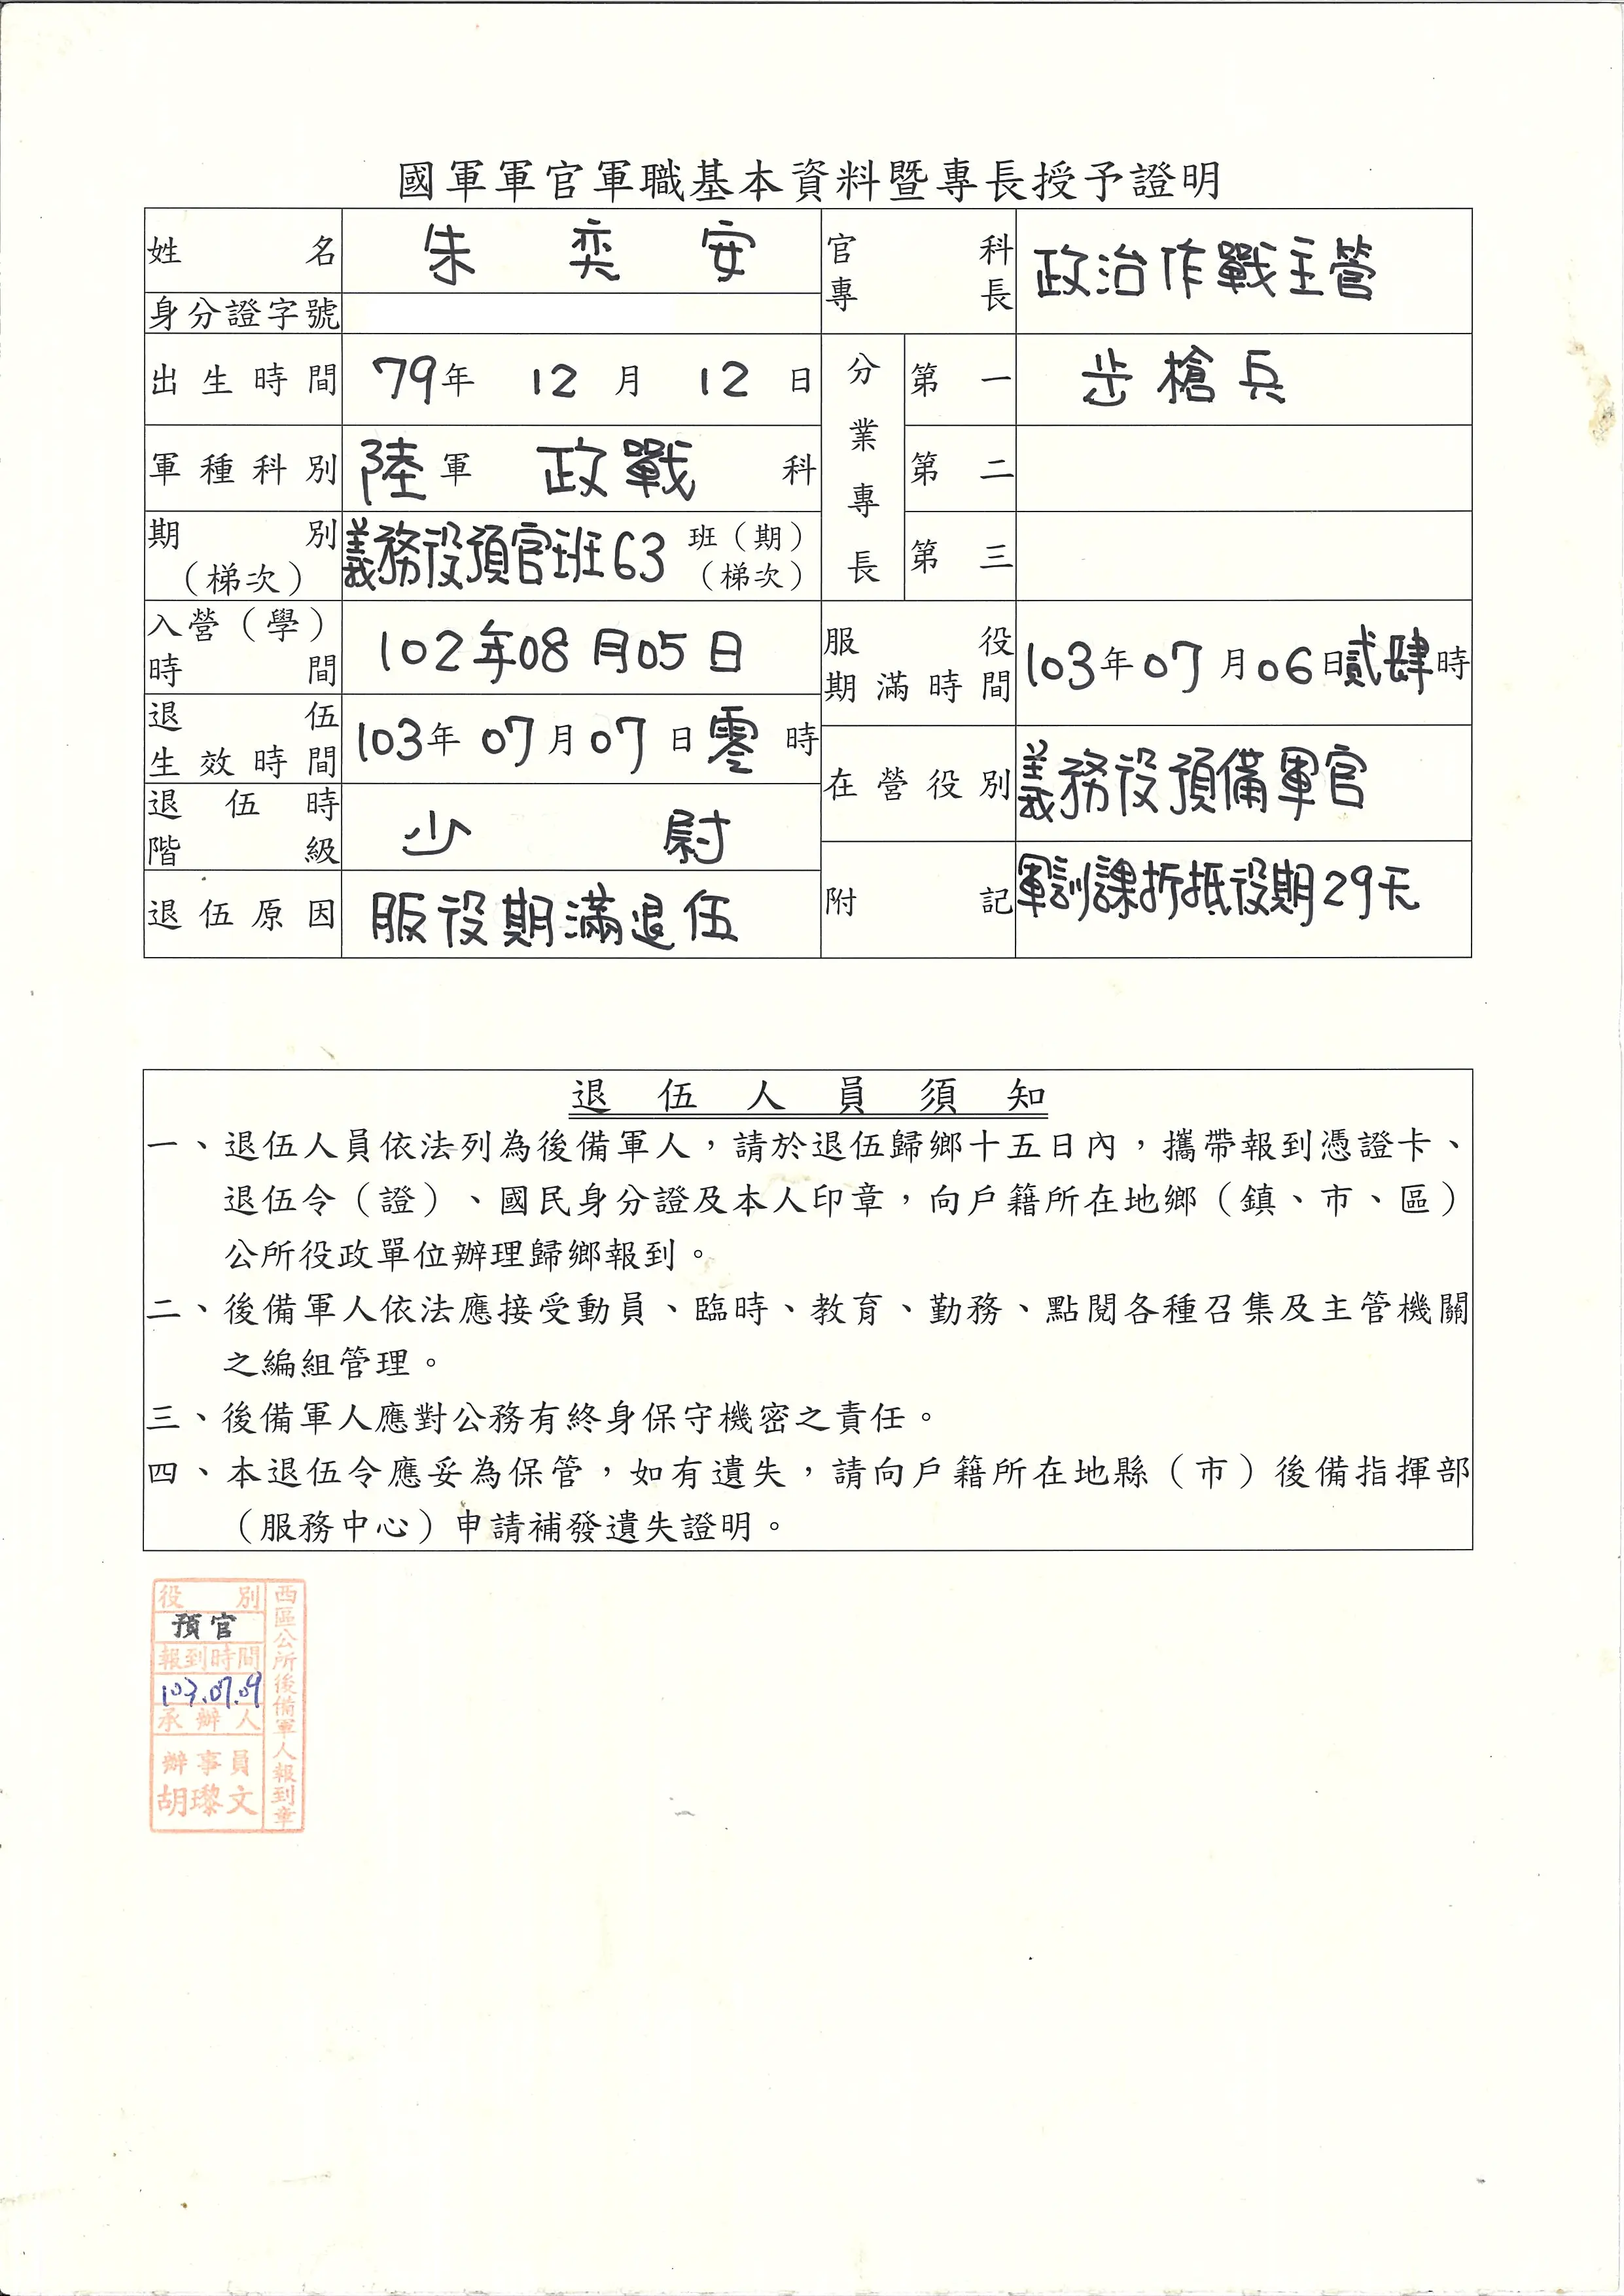 國軍軍官軍職基本資料暨專長授予證明
姓名 朱奕安
官科專長 政治作戰主管
身分證字號
出生時間 79年12月12日
分業專長
第一 步槍兵
軍種科別 陸軍 政戰科
第二
期別(梯次) 義務役預官班63班(期)(梯次)
第三
入營(學)時間 102年08月05日
服役期滿時間 103年07月06日貳肆時
退伍生效時間 103年07月07日零時
在營役別 義務役預備軍官
退伍時階級 少尉
附記 軍訓課折抵役期29天
退伍原因 服役期滿退伍
退伍人員須知
一、退伍人員依法列為後備軍人，請於退伍歸鄉十五日內，攜帶報到憑證卡、
退伍令（證）、國民身分證及本人印章，向戶籍所在地鄉（鎮、市、區）
公所役政單位辦理歸鄉報到。
二、後備軍人依法應接受動員、臨時、教育、勤務、點閱各種召集及主管機關
之編組管理。
三、後備軍人應對公務有終身保守機密之責任。
四、本退伍令應妥為保管，如有遺失，請向戶籍所在地縣（市）後備指揮部
（服務中心）申請補發遺失證明。
西區公所後備軍人報到章
役別
預官
報到時間
103.07.09
承辦人
辦事員
胡瓈文